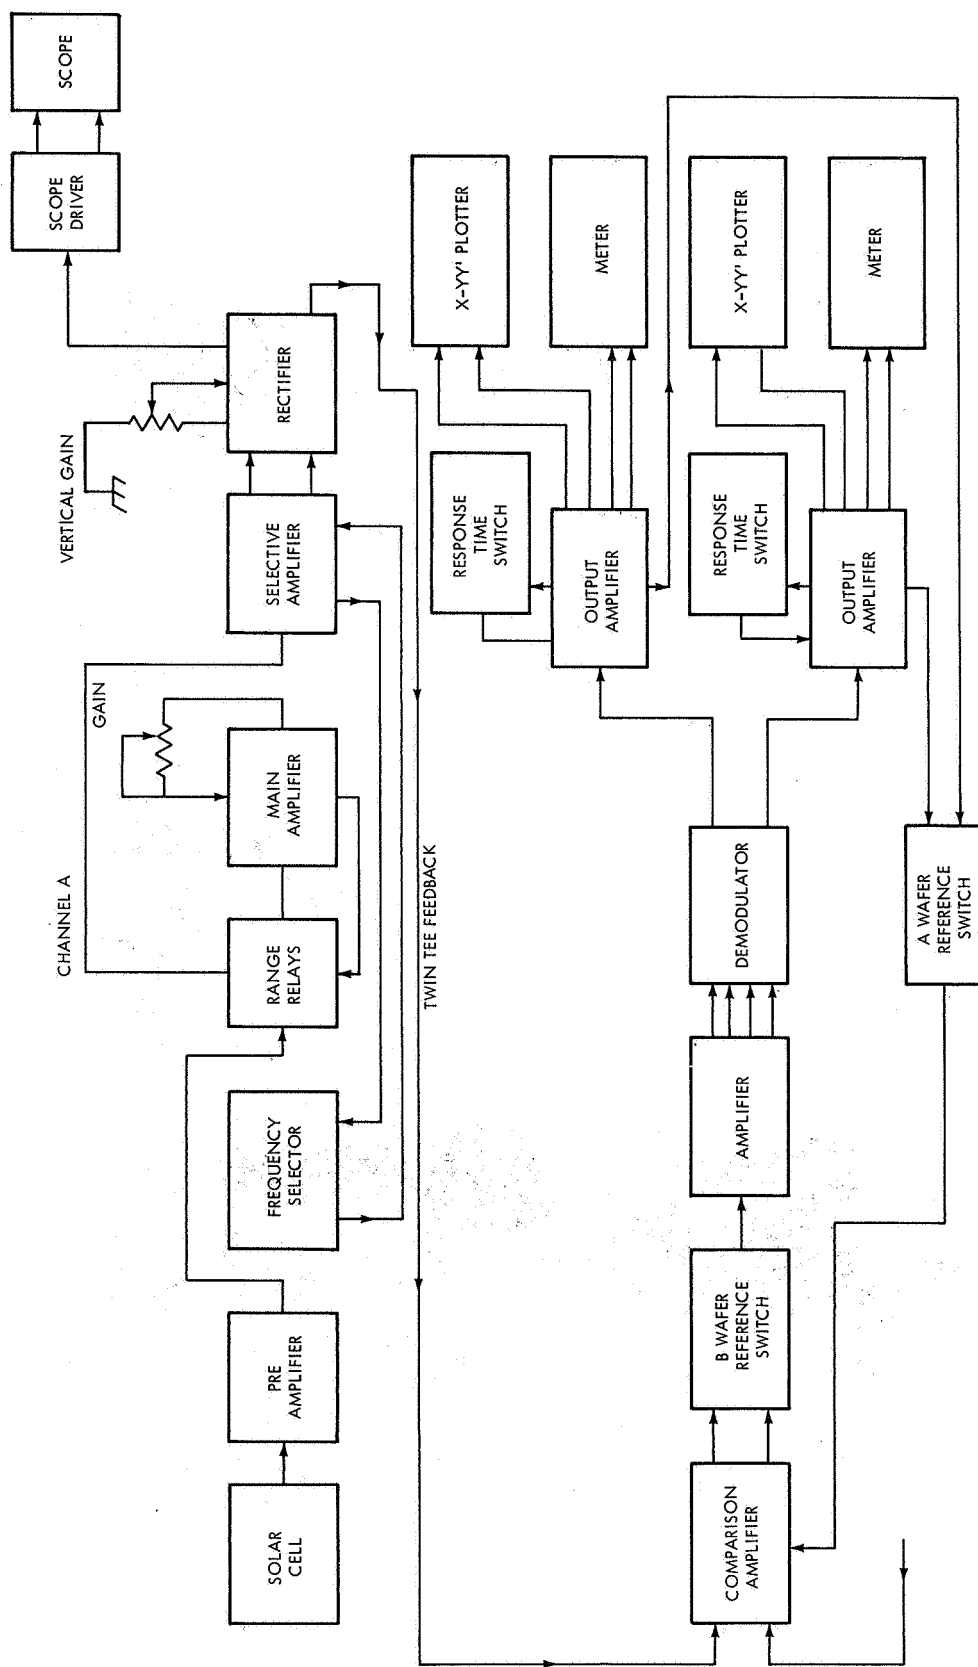 SOLAR
CELL
PRE
AMPLIFIER
FREQUENCY
SELECTOR
CHANNEL A
RANGE
RELAYS
GAIN
MAIN
AMPLIFIER
SELECTIVE
AMPLIFIER
VERTICAL GAIN
RECTIFIER
SCOPE
DRIVER
SCOPE
TWIN TEE FEEDBACK
RESPONSE
TIME
SWITCH
X-YY' PLOTTER
OUTPUT
AMPLIFIER
METER
COMPARISON
AMPLIFIER
B WAFER
REFERENCE
SWITCH
AMPLIFIER
DEMODULATOR
RESPONSE
TIME
SWITCH
X-YY' PLOTTER
OUTPUT
AMPLIFIER
METER
A WAFER
REFERENCE
SWITCH